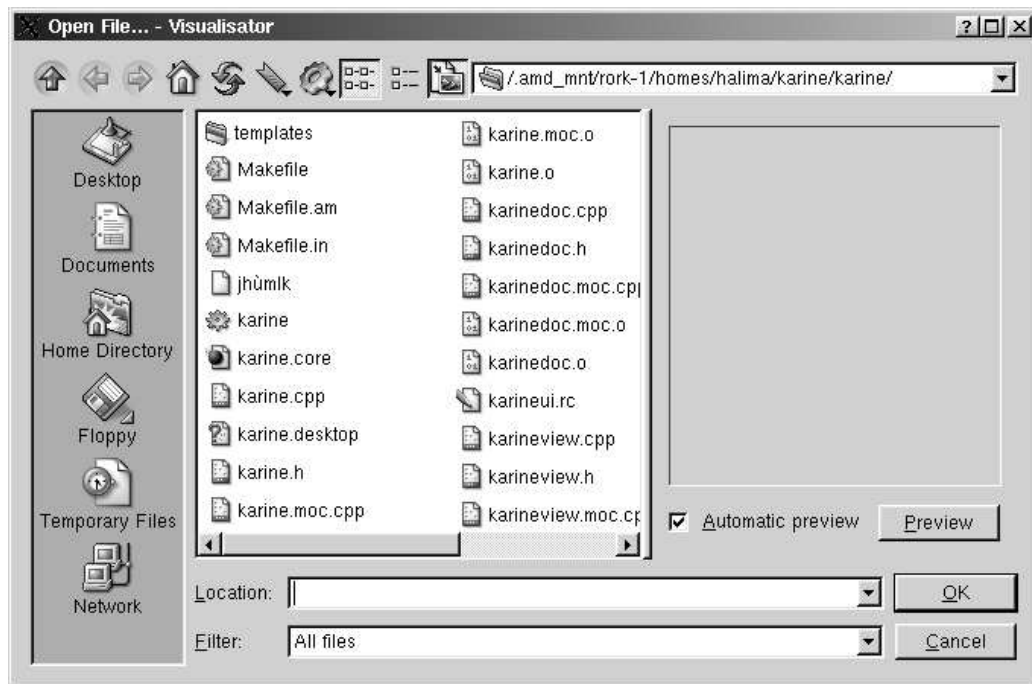 Open File... - Visualisator
/.amd_mnt/rork-1/homes/halima/karine/karine/
Desktop
Documents
Home Directory
Floppy
Temporary Files
Network
templates
Makefile
Makefile.am
Makefile.in
jhùmlk
karine
karine.core
karine.cpp
karine.desktop
karine.h
karine.moc.cpp
karine.moc.o
karine.o
karinedoc.cpp
karinedoc.h
karinedoc.moc.cpp
karinedoc.moc.o
karinedoc.o
karineui.rc
karineview.cpp
karineview.h
karineview.moc.cp
Automatic preview
Preview
Location:
OK
Filter:
All files
Cancel